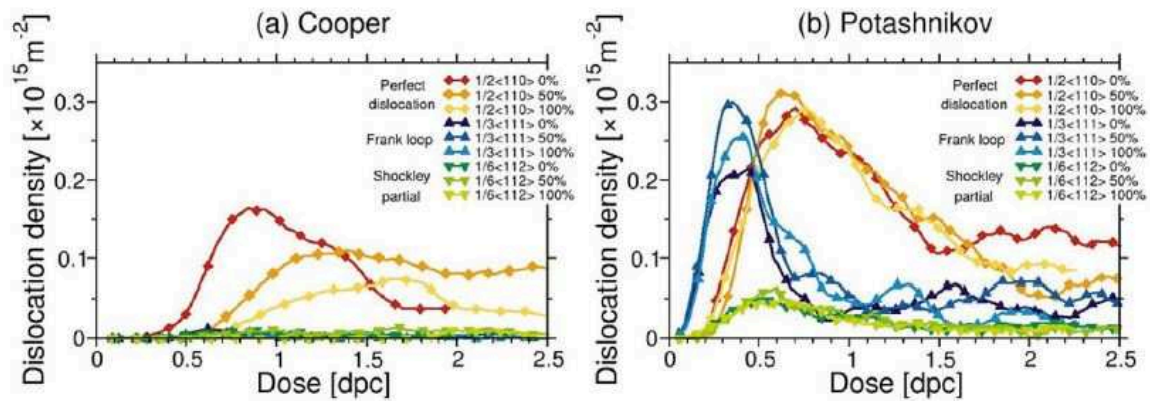 (a) Cooper
Dislocation density [×10¹⁵m⁻²]
0.3
0.2
0.1
0
Perfect
dislocation
Frank loop
Shockley
partial
1/2<110> 0%
1/2<110> 50%
1/2<110> 100%
1/3<111> 0%
1/3<111> 50%
1/3<111> 100%
1/6<112> 0%
1/6<112> 50%
1/6<112> 100%
0 0.5 1 1.5 2 2.5
Dose [dpc]
(b) Potashnikov
Dislocation density [×10¹⁵m⁻²]
0.3
0.2
0.1
0
Perfect
dislocation
Frank loop
Shockley
partial
1/2<110> 0%
1/2<110> 50%
1/2<110> 100%
1/3<111> 0%
1/3<111> 50%
1/3<111> 100%
1/6<112> 0%
1/6<112> 50%
1/6<112> 100%
0 0.5 1 1.5 2 2.5
Dose [dpc]